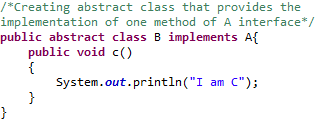 /*Creating abstract class that provides the
implementation of one method of A interface*/
public abstract class B implements A{
    public void c()
    {
        System.out.println("I am C");
    }
}